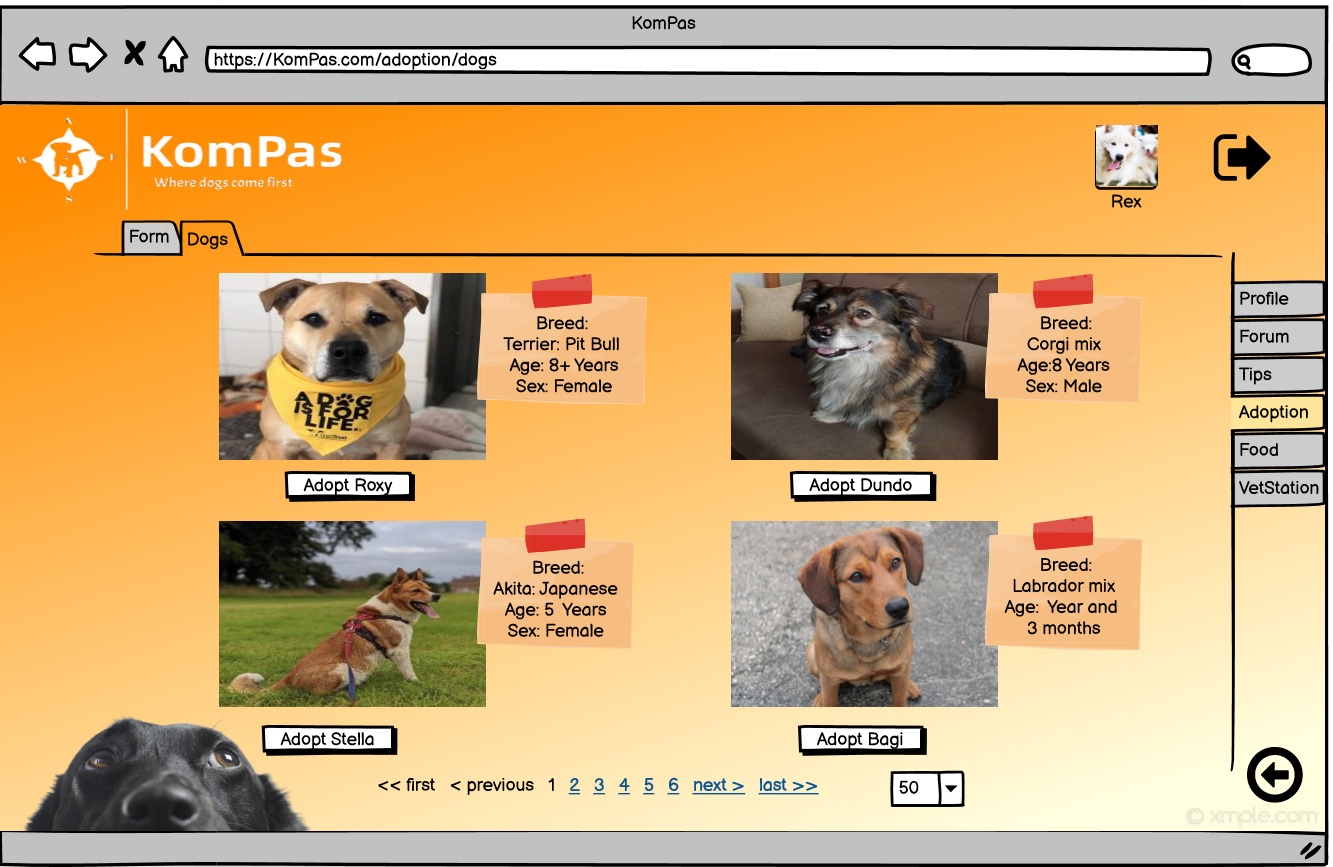 KomPas
https://KomPas.com/adoption/dogs
KomPas
Where dogs come first
Rex
Form
Dogs
A DOG
IS FOR
LIFE.
Breed:
Terrier: Pit Bull
Age: 8+ Years
Sex: Female
Adopt Roxy
Breed:
Corgi mix
Age:8 Years
Sex: Male
Adopt Dundo
Breed:
Akita: Japanese
Age: 5 Years
Sex: Female
Adopt Stella
Breed:
Labrador mix
Age: Year and
3 months
Adopt Bagi
Profile
Forum
Tips
Adoption
Food
VetStation
<< first < previous 1 2 3 4 5 6 next > last >>
50
© xmple.com